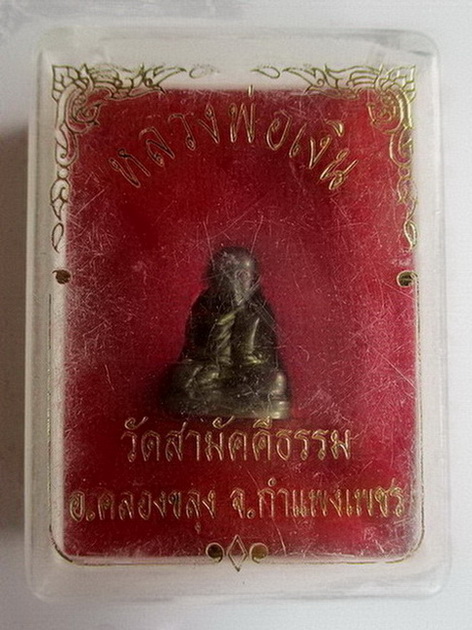 หลวงพ่อเงิน
วัดสามัคคีธรรม
อ.คลองขลุง จ.กำแพงเพชร